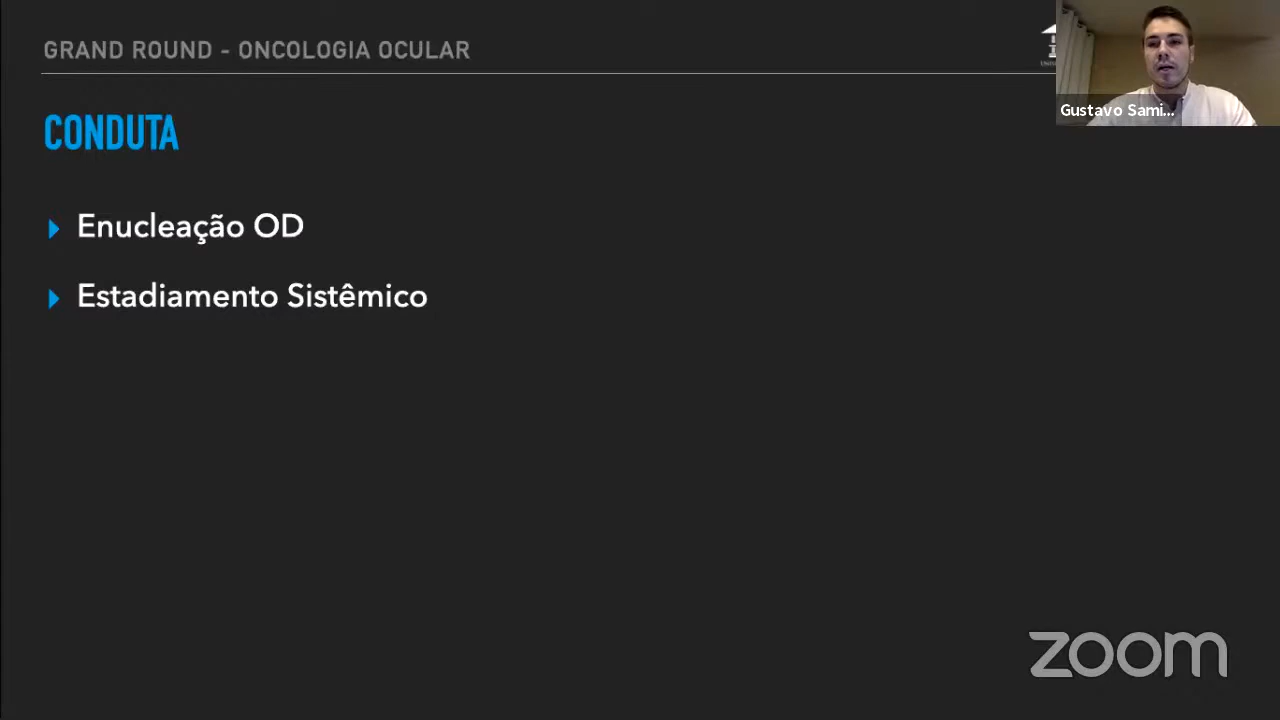 GRAND ROUND - ONCOLOGIA OCULAR
Gustavo Sami...
CONDUTA
Enucleação OD
Estadiamento Sistêmico
zoom